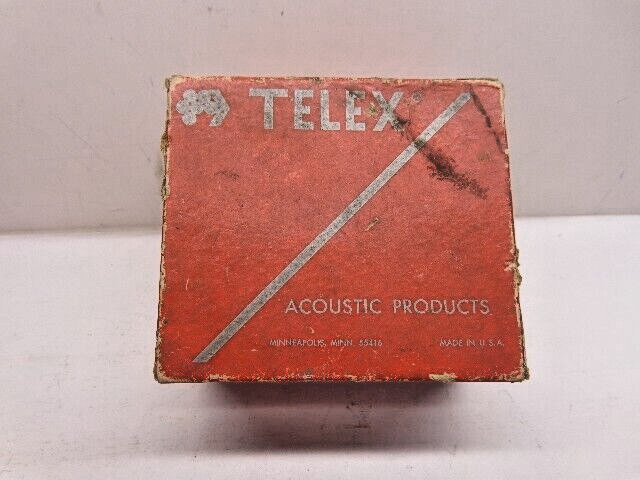 TELEX
ACOUSTIC PRODUCTS
MINNEAPOLIS, MINN. 55416 MADE IN U.S.A.